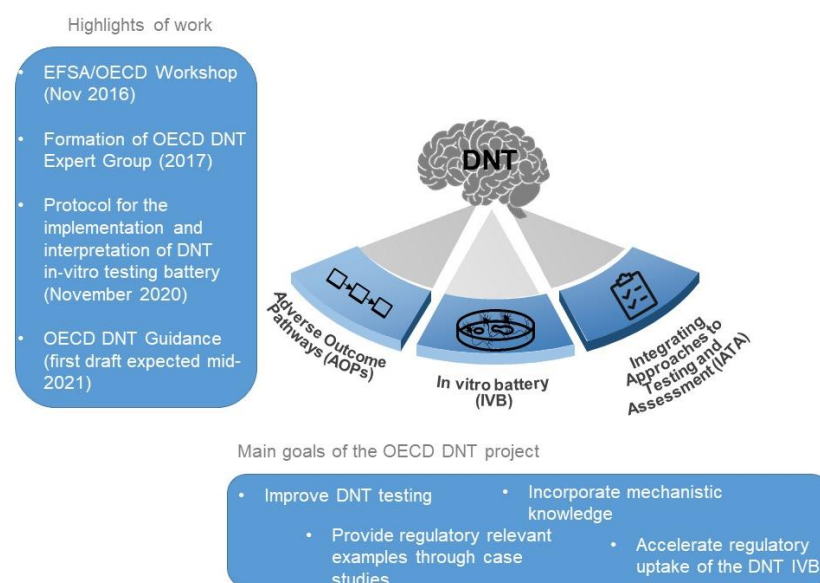 Highlights of work
• EFSA/OECD Workshop
(Nov 2016)
• Formation of OECD DNT
Expert Group (2017)
• Protocol for the
implementation and
interpretation of DNT
in-vitro testing battery
(November 2020)
• OECD DNT Guidance
(first draft expected mid-
2021)
DNT
Adverse Outcome
Pathways (AOPs)
In vitro battery
(IVB)
Integrating
Approaches to
Testing and
Assessment (IATA)
Main goals of the OECD DNT project
• Improve DNT testing
• Incorporate mechanistic
knowledge
• Provide regulatory relevant
examples through case
studies
• Accelerate regulatory
uptake of the DNT IVB